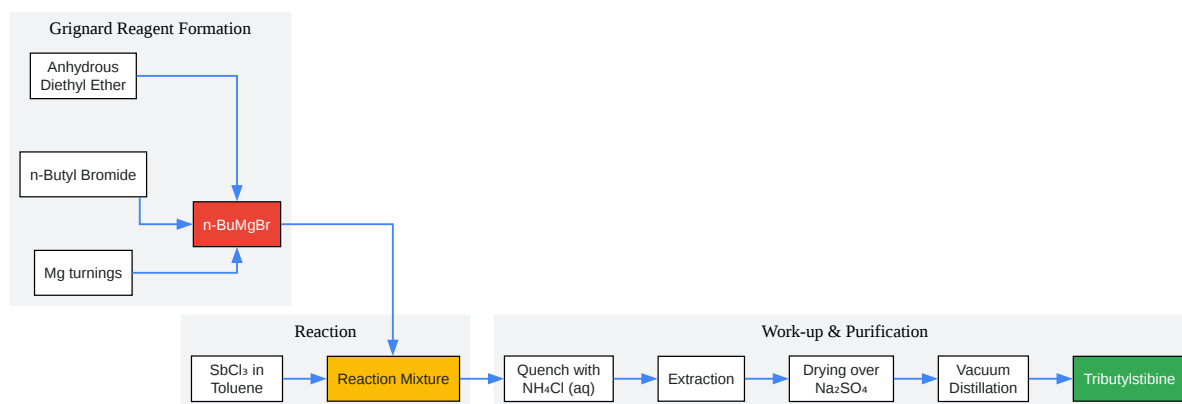 Grignard Reagent Formation
Anhydrous
Diethyl Ether
n-Butyl Bromide
n-BuMgBr
Mg turnings
Reaction
SbCl₃ in
Toluene
Reaction Mixture
Work-up & Purification
Quench with
NH₄Cl (aq)
Extraction
Drying over
Na₂SO₄
Vacuum
Distillation
Tributylstibine